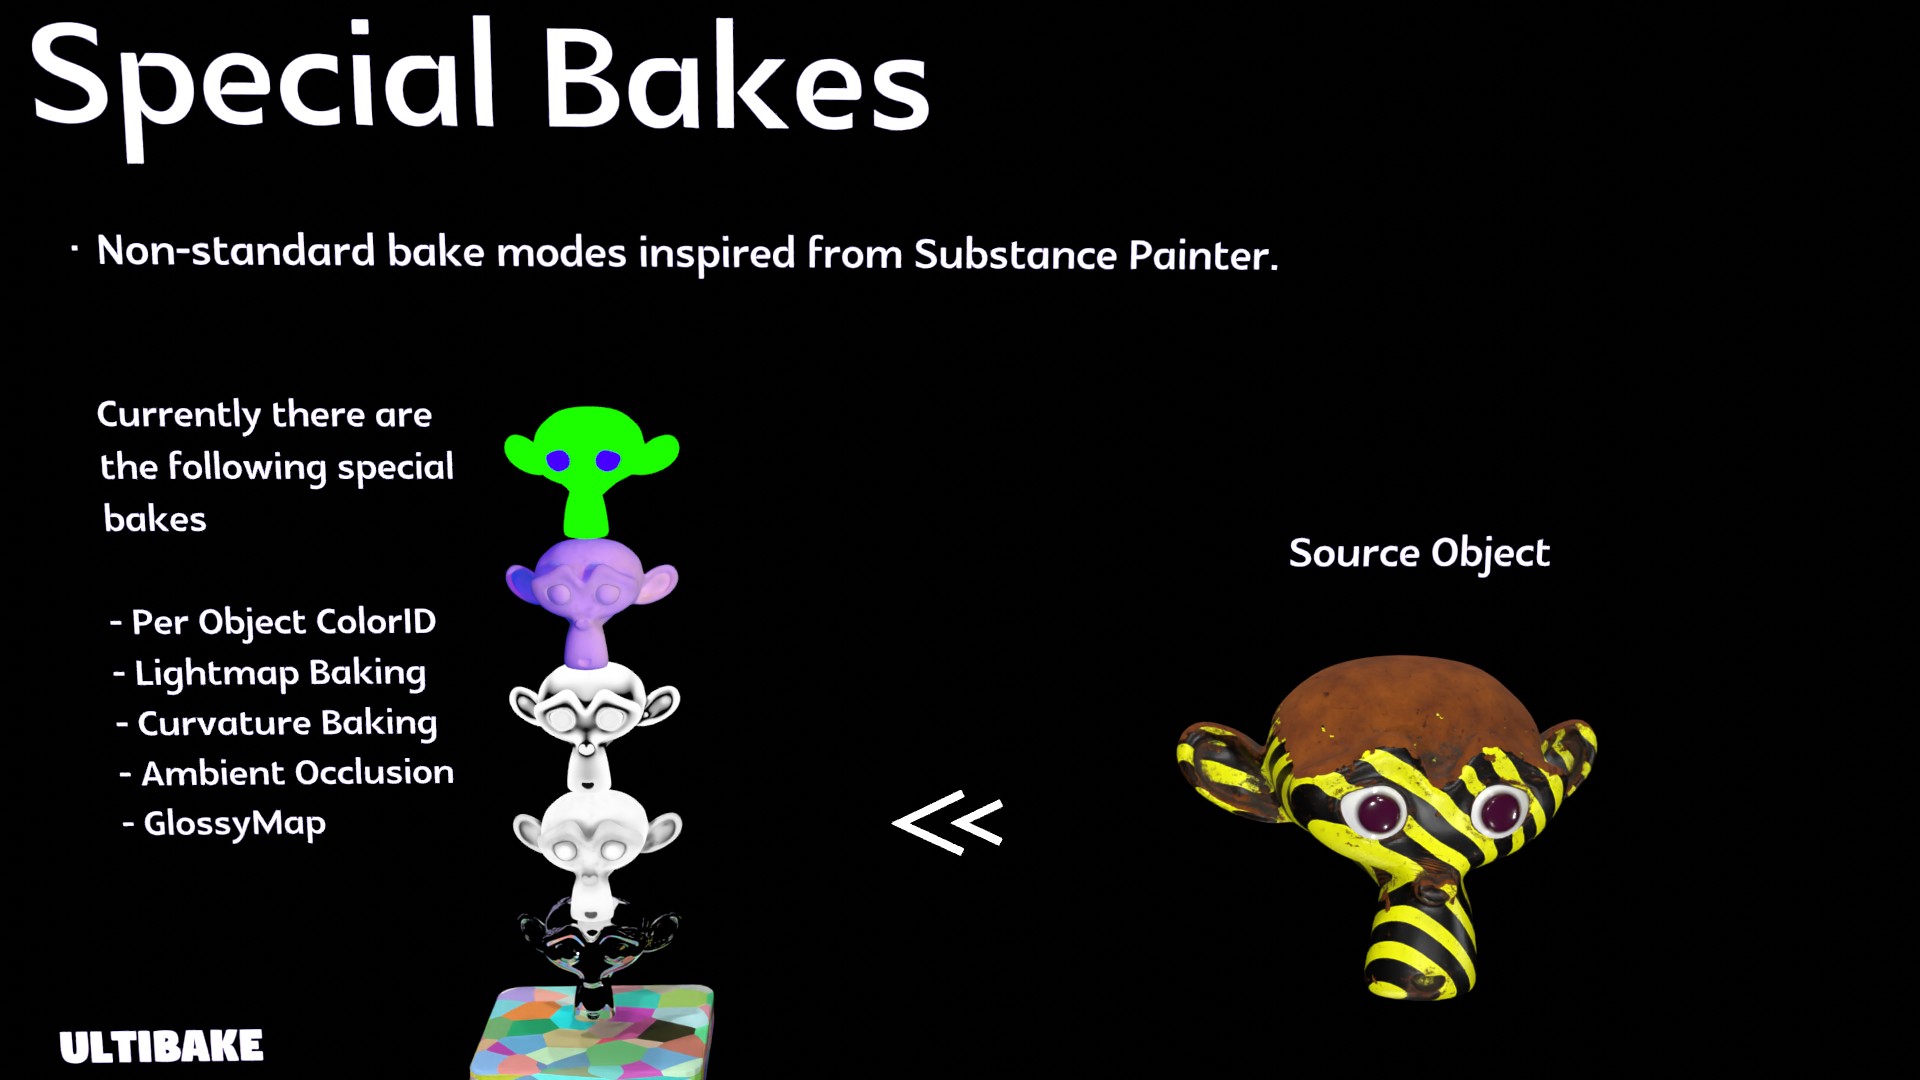 Special Bakes
· Non-standard bake modes inspired from Substance Painter.
Currently there are
the following special
bakes
- Per Object ColorID
- Lightmap Baking
- Curvature Baking
- Ambient Occlusion
- GlossyMap
Source Object
ULTIBAKE